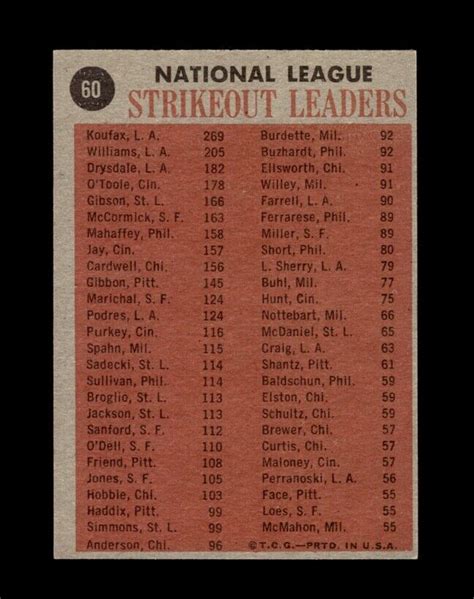 60
NATIONAL LEAGUE
STRIKEOUT LEADERS
Koufax, L. A. 269
Williams, L. A. 205
Drysdale, L. A. 182
O'Toole, Cin. 178
Gibson, St. L 166
McCormick, S. F. 163
Mahaffey, Phil. 158
Jay, Cin. 157
Cardwell, Chi. 156
Gibbon, Pitt. 145
Marichal, S. F. 124
Podres, L. A. 124
Purkey, Cin. 116
Spahn, Mil. 115
Sadecki, St. L 114
Sullivan, Phil. 114
Broglio, St. L 113
Jackson, St. L. 113
Sanford, S. F. 112
O'Dell, S. F. 110
Friend, Pitt. 108
Jones, S. F. 105
Hobbie, Chi. 103
Haddix, Pitt. 99
Simmons, St. L 99
Anderson, Chi. 96
Burdette, Mil. 92
Buzhardt, Phil. 92
Ellsworth, Chi. 91
Willey, Mil. 91
Farrell, L. A. 90
Ferrarese, Phil. 89
Miller, S. F. 89
Short, Phil. 80
L. Sherry, L. A. 79
Buhl, Mil. 77
Hunt, Cin. 75
Nottebart, Mil. 66
McDaniel, St. L. 65
Craig, L. A. 63
Shantz, Pitt. 61
Baldschun, Phil. 59
Elston, Chi. 59
Schultz, Chi. 59
Brewer, Chi. 57
Curtis, Chi. 57
Maloney, Cin. 57
Perranoski, L. A. 56
Face, Pitt. 55
Loes, S. F. 55
McMahon, Mil. 55
© T.C.G.—PRTD. IN U.S.A.